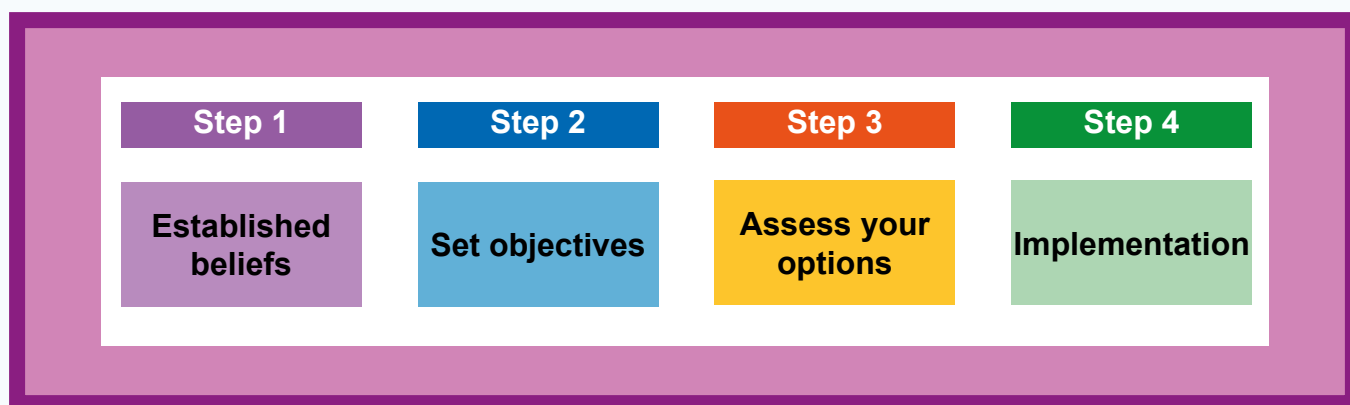 Step 1
Step 2
Step 3
Step 4
Established
beliefs
Set objectives
Assess your
options
Implementation